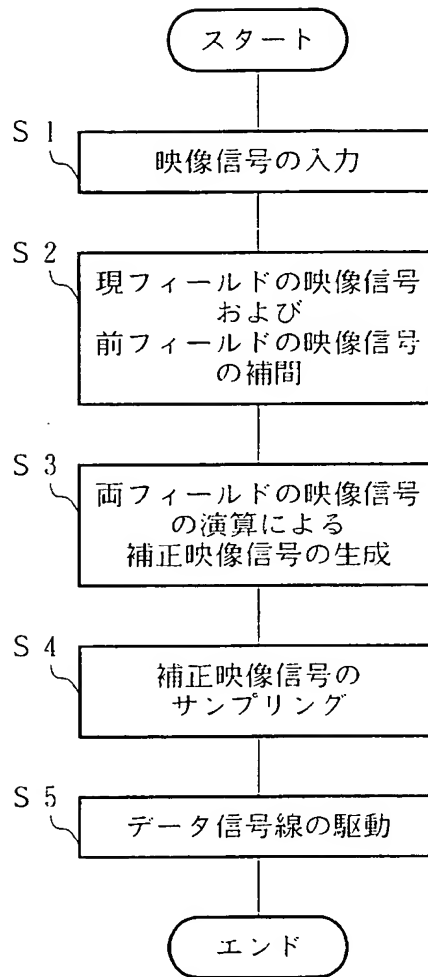 スタート
S 1
映像信号の入力
S 2
現フィールドの映像信号
および
前フィールドの映像信号
の補間
S 3
両フィールドの映像信号
の演算による
補正映像信号の生成
S 4
補正映像信号の
サンプリング
S 5
データ信号線の駆動
エンド